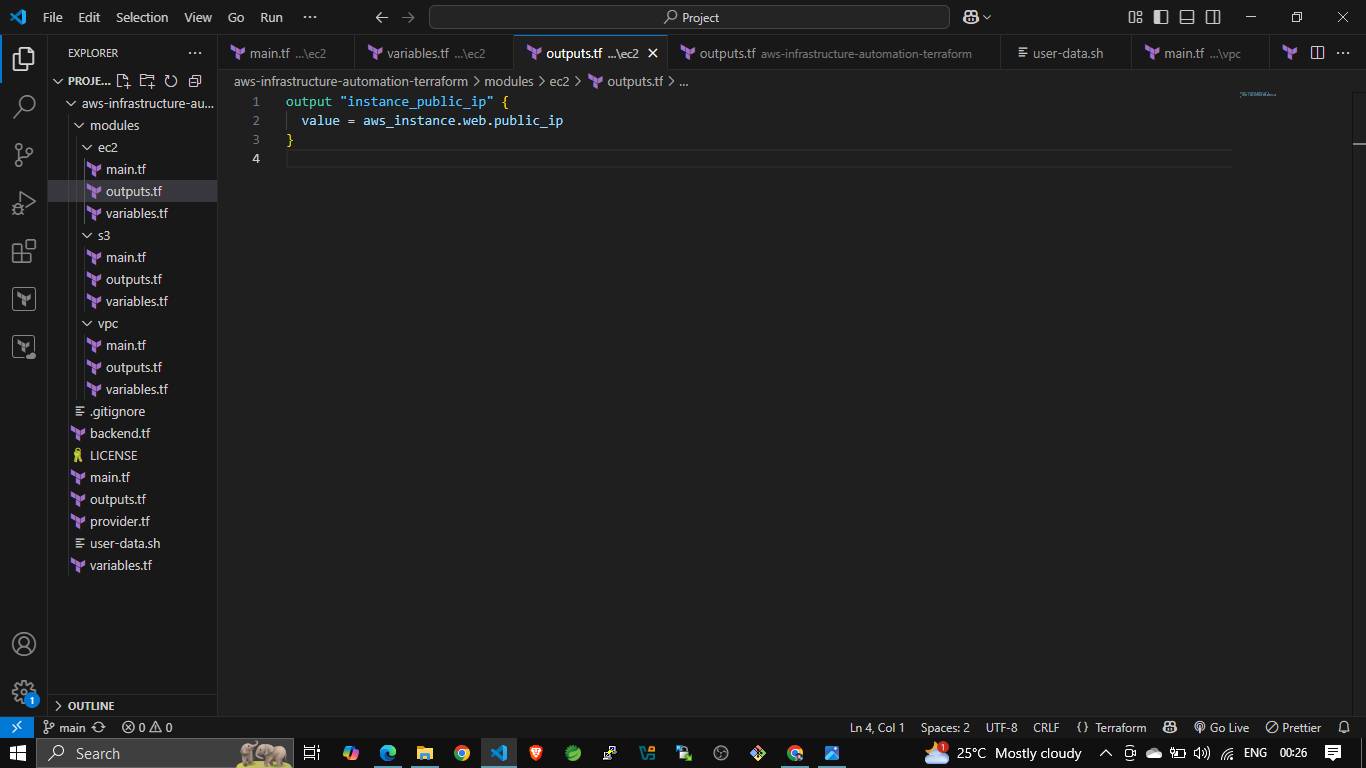 File Edit Selection View Go Run ···
Project
EXPLORER ···
main.tf ...\ec2
variables.tf ...\ec2
outputs.tf ...\ec2
outputs.tf aws-infrastructure-automation-terraform
user-data.sh
main.tf ...\vpc
PROJE...
aws-infrastructure-automation-terraform > modules > ec2 > outputs.tf > ...
aws-infrastructure-au...
modules
ec2
main.tf
outputs.tf
variables.tf
s3
main.tf
outputs.tf
variables.tf
vpc
main.tf
outputs.tf
variables.tf
.gitignore
backend.tf
LICENSE
main.tf
outputs.tf
provider.tf
user-data.sh
variables.tf
OUTLINE
1 output "instance_public_ip" {
2 value = aws_instance.web.public_ip
3 }
4
1
main 0 0
Ln 4, Col 1 Spaces: 2 UTF-8 CRLF {} Terraform Go Live Prettier
Search
1 25°C Mostly cloudy ENG 00:26